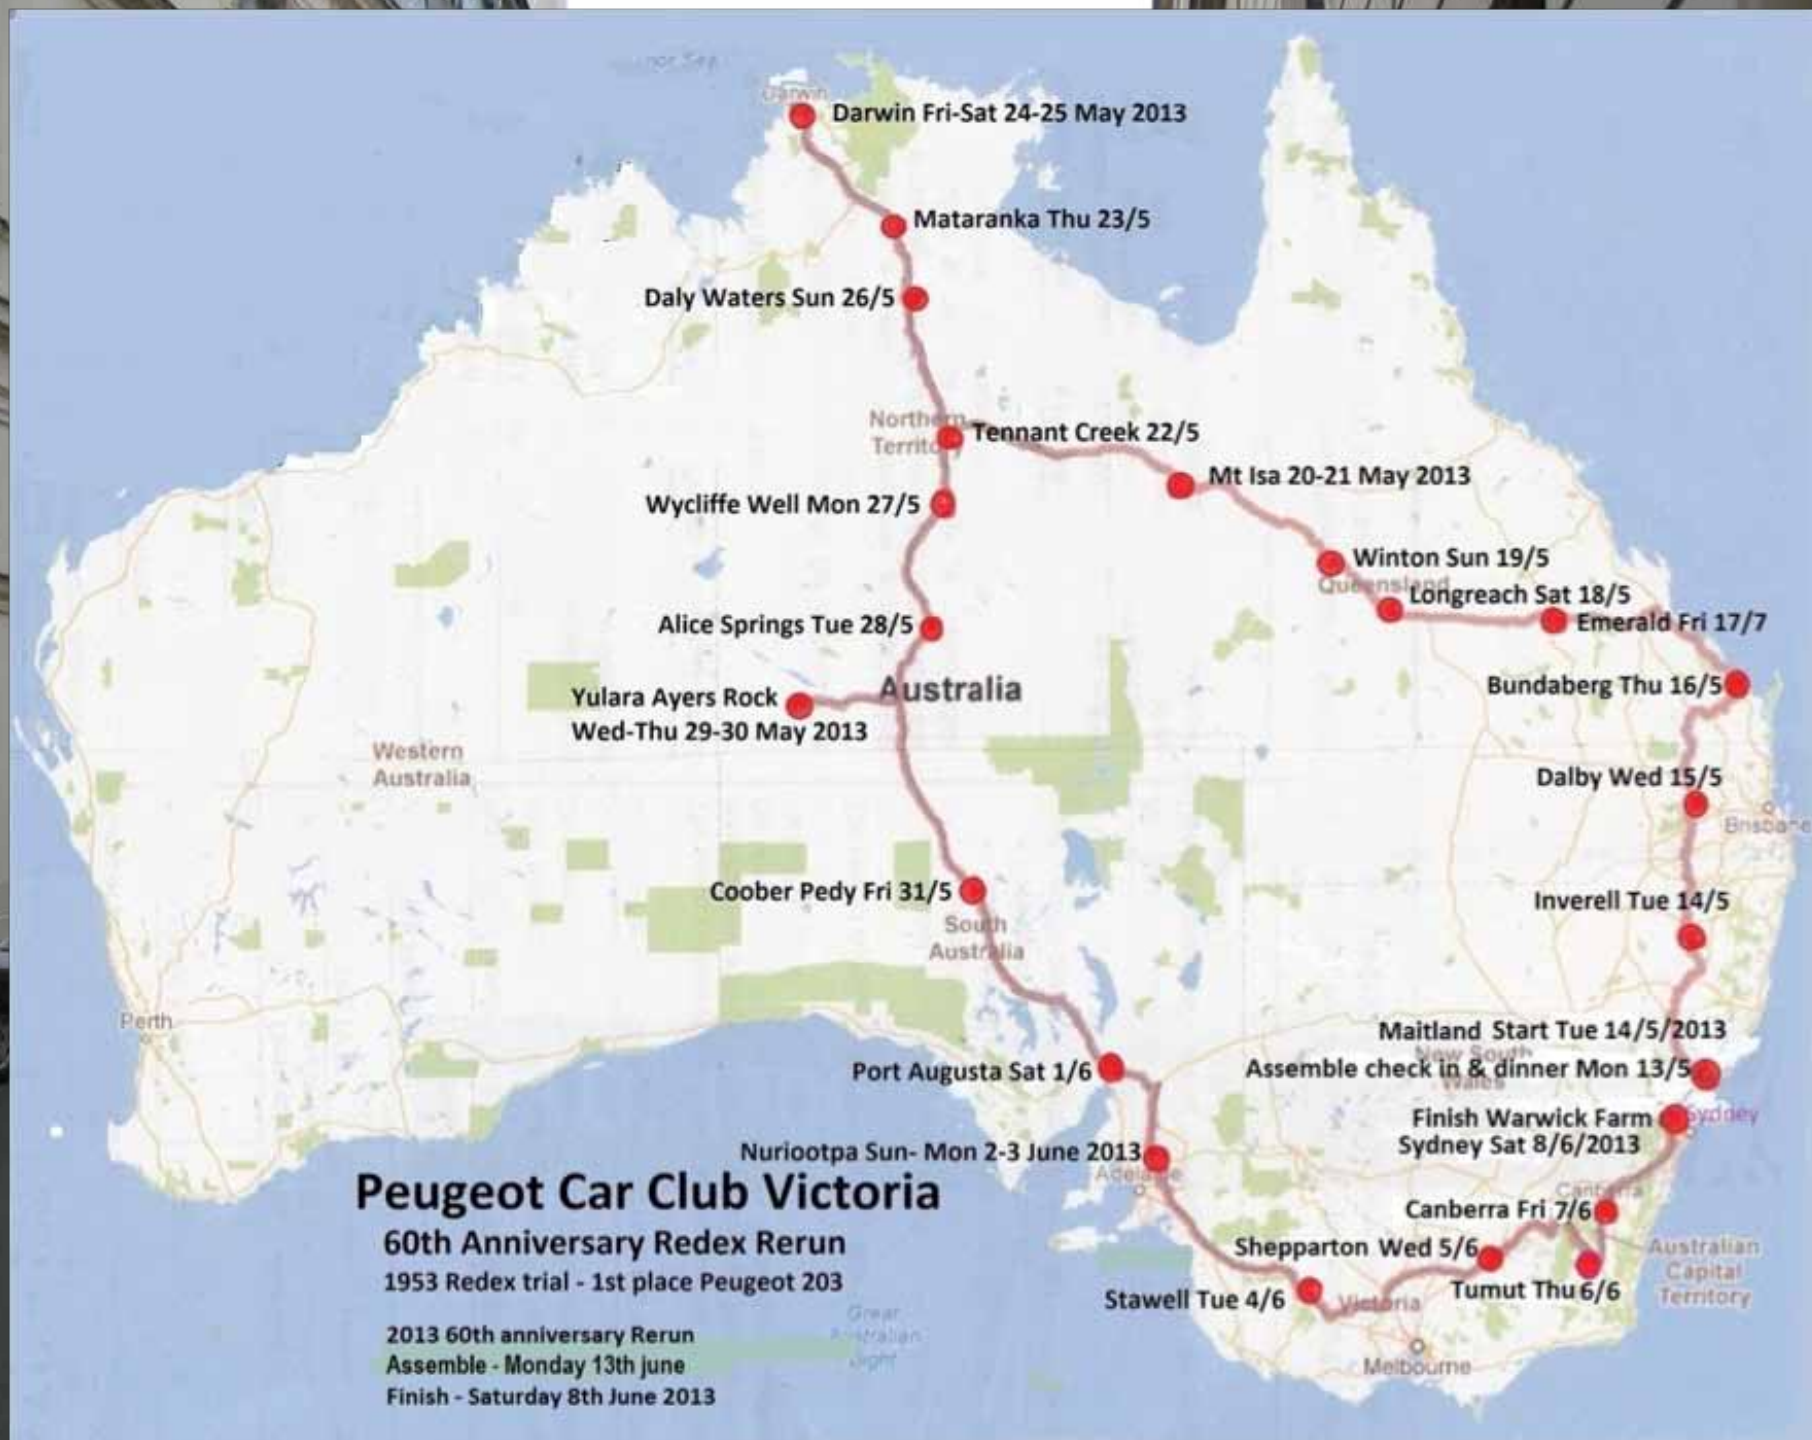 Darwin
Darwin Fri-Sat 24-25 May 2013
Mataranka Thu 23/5
Daly Waters Sun 26/5
Northern
Territory
Tennant Creek 22/5
Mt Isa 20-21 May 2013
Wycliffe Well Mon 27/5
Winton Sun 19/5
Queensland
Longreach Sat 18/5
Emerald Fri 17/7
Alice Springs Tue 28/5
Bundaberg Thu 16/5
Australia
Yulara Ayers Rock
Wed-Thu 29-30 May 2013
Western
Australia
Dalby Wed 15/5
Brisbane
Coober Pedy Fri 31/5
South
Australia
Inverell Tue 14/5
Perth
Maitland Start Tue 14/5/2013
New South
Wales
Assemble check in & dinner Mon 13/5
Port Augusta Sat 1/6
Finish Warwick Farm
Sydney
Sydney Sat 8/6/2013
Nuriootpa Sun- Mon 2-3 June 2013
Adelaide
Canberra
Canberra Fri 7/6
Shepparton Wed 5/6
Australian
Capital
Territory
Tumut Thu 6/6
Stawell Tue 4/6
Victoria
Melbourne
Peugeot Car Club Victoria
60th Anniversary Redex Rerun
1953 Redex trial - 1st place Peugeot 203
Great
Australian
Bight
2013 60th anniversary Rerun
Assemble - Monday 13th june
Finish - Saturday 8th June 2013